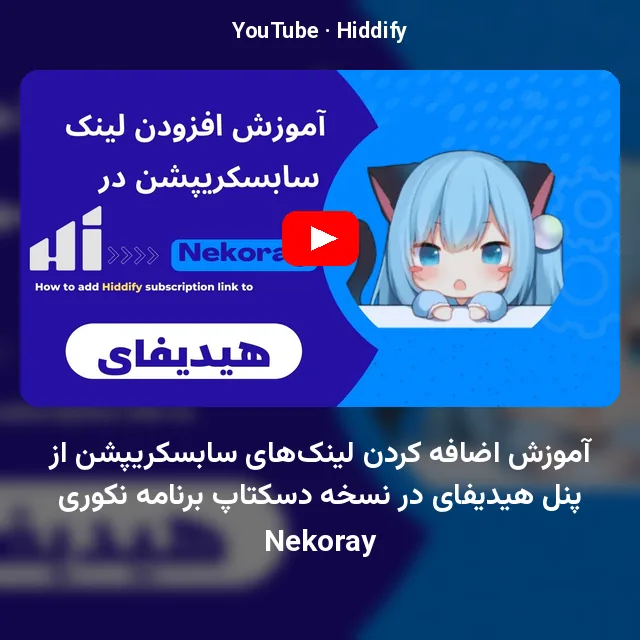 YouTube · Hiddify
آموزش افزودن لینک
سابسکریپشن در
Hi >>>> Nekoray
How to add Hiddify subscription link to
هیدیفای
آموزش اضافه کردن لینک‌های سابسکریپشن از
پنل هیدیفای در نسخه دسکتاپ برنامه نکوری
Nekoray